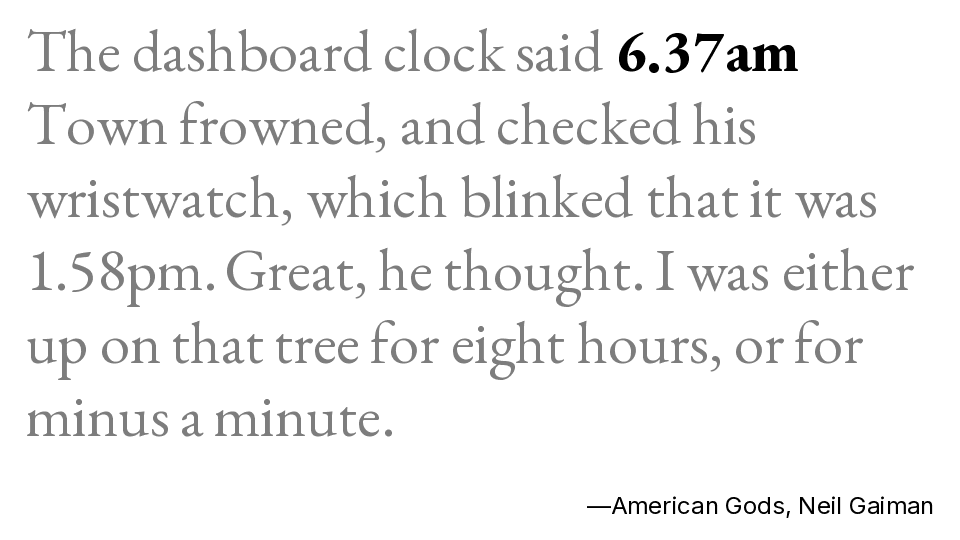 The dashboard clock said 6.37am
Town frowned, and checked his
wristwatch, which blinked that it was
1.58pm. Great, he thought. I was either
up on that tree for eight hours, or for
minus a minute.
—American Gods, Neil Gaiman